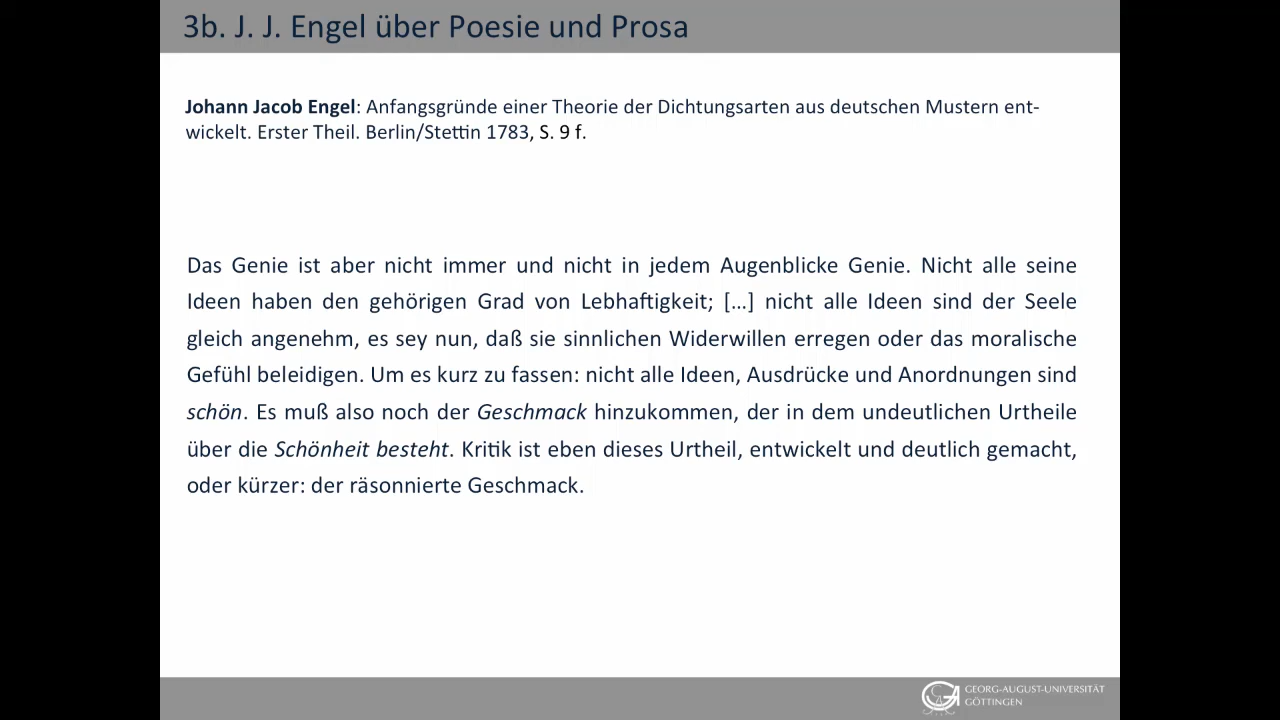 3b. J. J. Engel über Poesie und Prosa
Johann Jacob Engel: Anfangsgründe einer Theorie der Dichtungsarten aus deutschen Mustern ent-
wickelt. Erster Theil. Berlin/Stettin 1783, S. 9 f.
Das Genie ist aber nicht immer und nicht in jedem Augenblicke Genie. Nicht alle seine
Ideen haben den gehörigen Grad von Lebhaftigkeit; [...] nicht alle Ideen sind der Seele
gleich angenehm, es sey nun, daß sie sinnlichen Widerwillen erregen oder das moralische
Gefühl beleidigen. Um es kurz zu fassen: nicht alle Ideen, Ausdrücke und Anordnungen sind
schön. Es muß also noch der Geschmack hinzukommen, der in dem undeutlichen Urtheile
über die Schönheit besteht. Kritik ist eben dieses Urtheil, entwickelt und deutlich gemacht,
oder kürzer: der räsonnierte Geschmack.
GEORG-AUGUST-UNIVERSITÄT
GÖTTINGEN